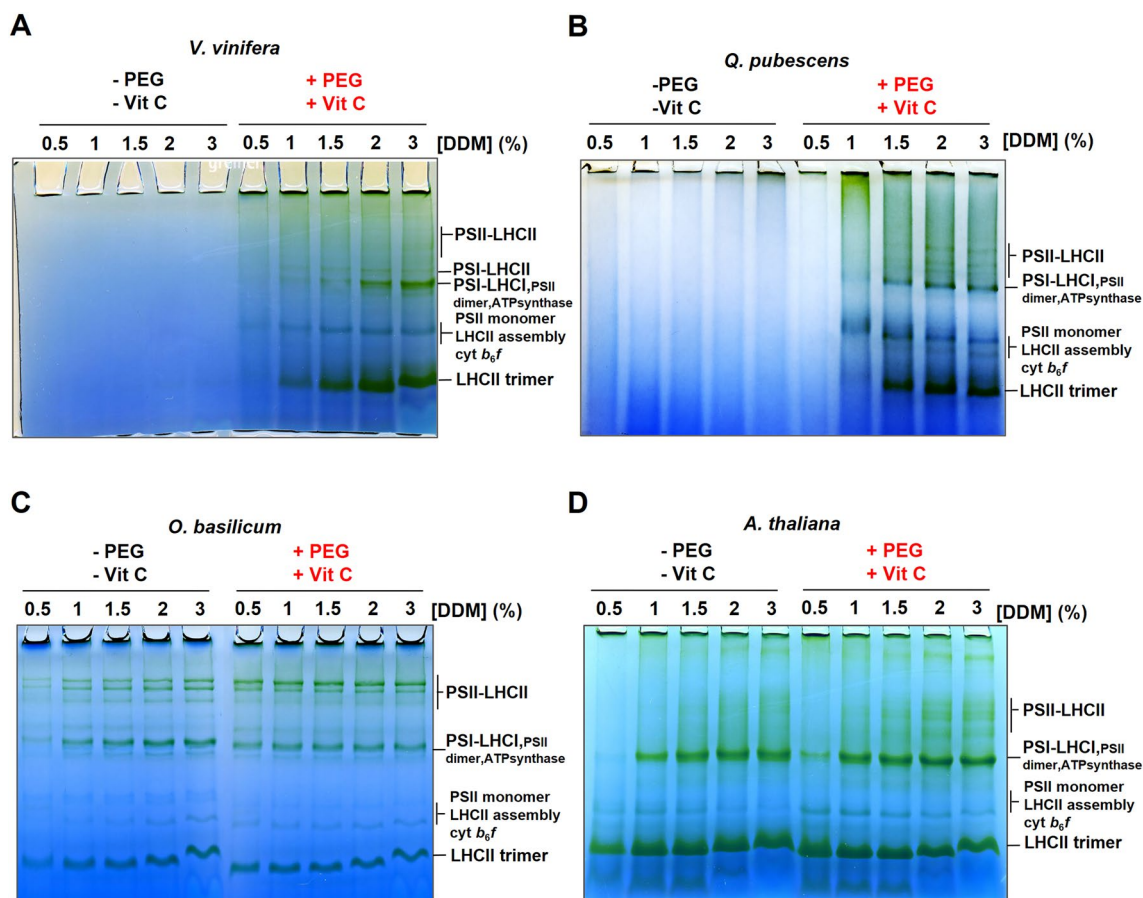 A
V. vinifera
- PEG
- Vit C
+ PEG
+ Vit C
0.5 1 1.5 2 3 0.5 1 1.5 2 3 [DDM] (%)
greiner
PSII-LHCII
PSI-LHCII
PSI-LHCI,PSII
dimer,ATPsynthase
PSII monomer
LHCII assembly
cyt b6f
LHCII trimer
B
Q. pubescens
-PEG
-Vit C
+ PEG
+ Vit C
0.5 1 1.5 2 3 0.5 1 1.5 2 3 [DDM] (%)
PSII-LHCII
PSI-LHCI,PSII
dimer,ATPsynthase
PSII monomer
LHCII assembly
cyt b6f
LHCII trimer
C
O. basilicum
- PEG
- Vit C
+ PEG
+ Vit C
0.5 1 1.5 2 3 0.5 1 1.5 2 3 [DDM] (%)
PSII-LHCII
PSI-LHCI,PSII
dimer,ATPsynthase
PSII monomer
LHCII assembly
cyt b6f
LHCII trimer
D
A. thaliana
- PEG
- Vit C
+ PEG
+ Vit C
0.5 1 1.5 2 3 0.5 1 1.5 2 3 [DDM] (%)
PSII-LHCII
PSI-LHCI,PSII
dimer,ATPsynthase
PSII monomer
LHCII assembly
cyt b6f
LHCII trimer